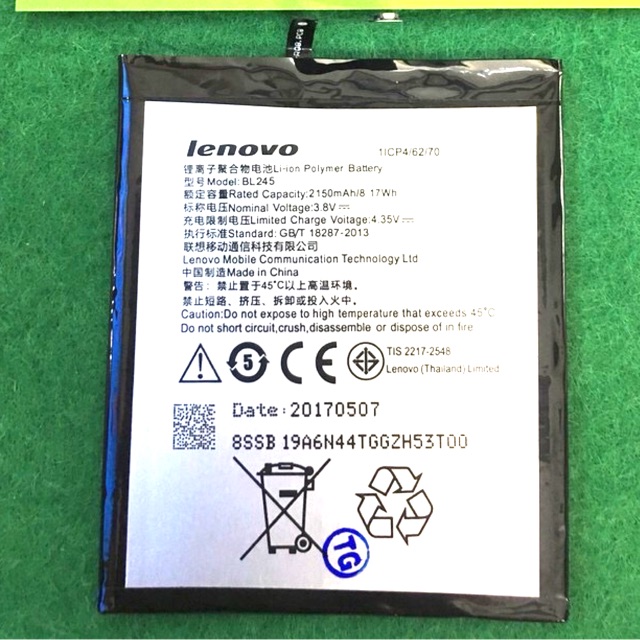 lenovo
1ICP4/62/70
锂离子聚合物电池Li-ion Polymer Battery
型号Model: BL245
额定容量Rated Capacity:2150mAh/8 17Wh
标称电压Nominal Voltage:3.8V⎓
充电限制电压Limited Charge Voltage:4.35V⎓
执行标准Standard: GB/T 18287-2013
联想移动通信科技有限公司
Lenovo Mobile Communication Technology Ltd
中国制造Made in China
警告: 禁止置于45℃以上高温环境.
禁止短路、挤压、拆卸或投入火中.
Caution:Do not expose to high temperature that exceeds 45°C
Do not short circuit,crush,disassemble or dispose of in fire
5
CE
TIS 2217-2548
Lenovo (Thailand) Limited
Date:20170507
8SSB 19A6N44TGGZH53T00
TG